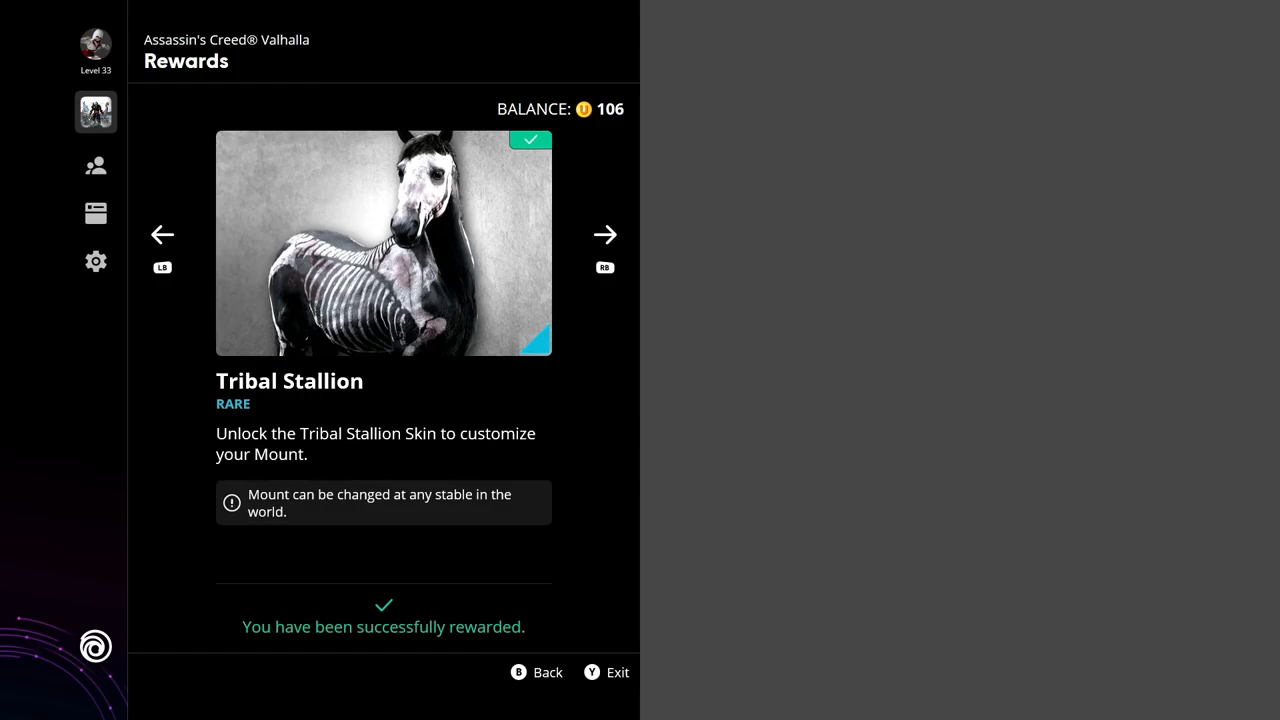 Assassin's Creed® Valhalla
Rewards
Level 33
BALANCE: U 106
LB
RB
Tribal Stallion
RARE
Unlock the Tribal Stallion Skin to customize
your Mount.
Mount can be changed at any stable in the
world.
You have been successfully rewarded.
B Back
Y Exit